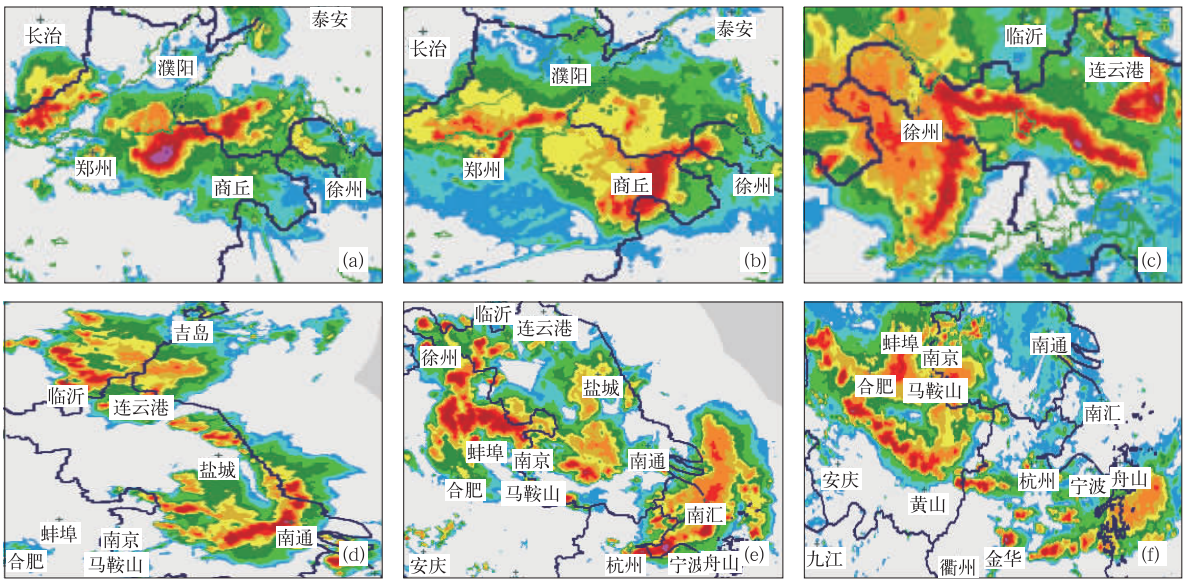 长治
泰安
濮阳
郑州
商丘
徐州
(a)
长治
泰安
濮阳
郑州
商丘
徐州
(b)
临沂
连云港
徐州
(c)
吉岛
临沂
连云港
盐城
蚌埠
南京
南通
合肥
马鞍山
(d)
临沂
连云港
徐州
盐城
蚌埠
南京
南通
合肥
马鞍山
南汇
安庆
杭州
宁波
舟山
(e)
蚌埠
南京
南通
合肥
马鞍山
南汇
安庆
杭州
宁波
舟山
黄山
九江
衢州
金华
(f)